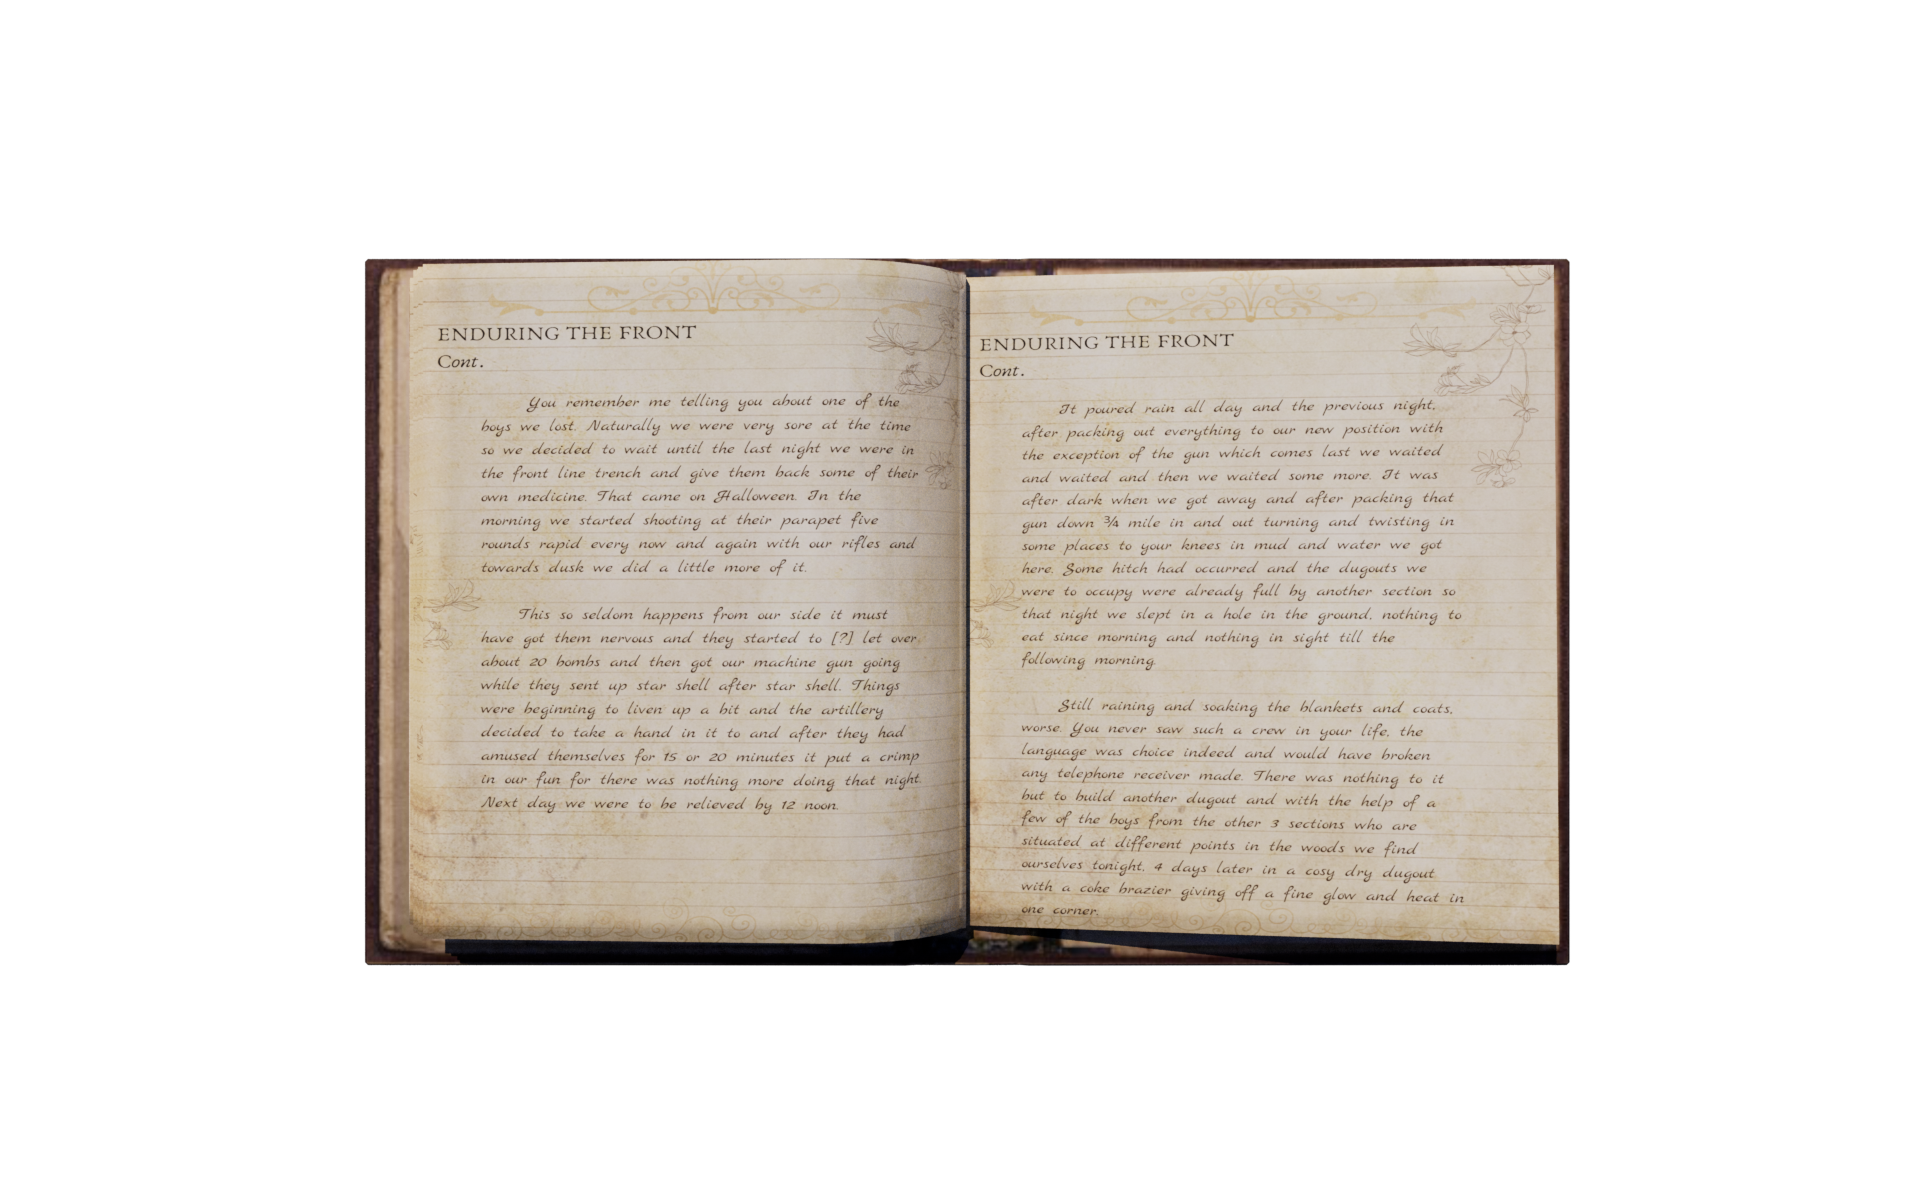 ENDURING THE FRONT
Cont.
You remember me telling you about one of the
boys we lost. Naturally we were very sore at the time
so we decided to wait until the last night we were in
the front line trench and give them back some of their
own medicine. That came on Halloween. In the
morning we started shooting at their parapet five
rounds rapid every now and again with our rifles and
towards dusk we did a little more of it.
This so seldom happens from our side it must
have got them nervous and they started to [?] let over
about 20 bombs and then got our machine gun going
while they sent up star shell after star shell. Things
were beginning to liven up a bit and the artillery
decided to take a hand in it to and after they had
amused themselves for 15 or 20 minutes it put a crimp
in our fun for there was nothing more doing that night.
Next day we were to be relieved by 12 noon.
ENDURING THE FRONT
Cont.
It poured rain all day and the previous night,
after packing out everything to our new position with
the exception of the gun which comes last we waited
and waited and then we waited some more. It was
after dark when we got away and after packing that
gun down ¾ mile in and out turning and twisting in
some places to your knees in mud and water we got
here. Some hitch had occurred and the dugouts we
were to occupy were already full by another section so
that night we slept in a hole in the ground, nothing to
eat since morning and nothing in sight till the
following morning.
Still raining and soaking the blankets and coats,
worse. You never saw such a crew in your life, the
language was choice indeed and would have broken
any telephone receiver made. There was nothing to it
but to build another dugout and with the help of a
few of the boys from the other 3 sections who are
situated at different points in the woods we find
ourselves tonight, 4 days later in a cosy dry dugout
with a coke brazier giving off a fine glow and heat in
one corner.